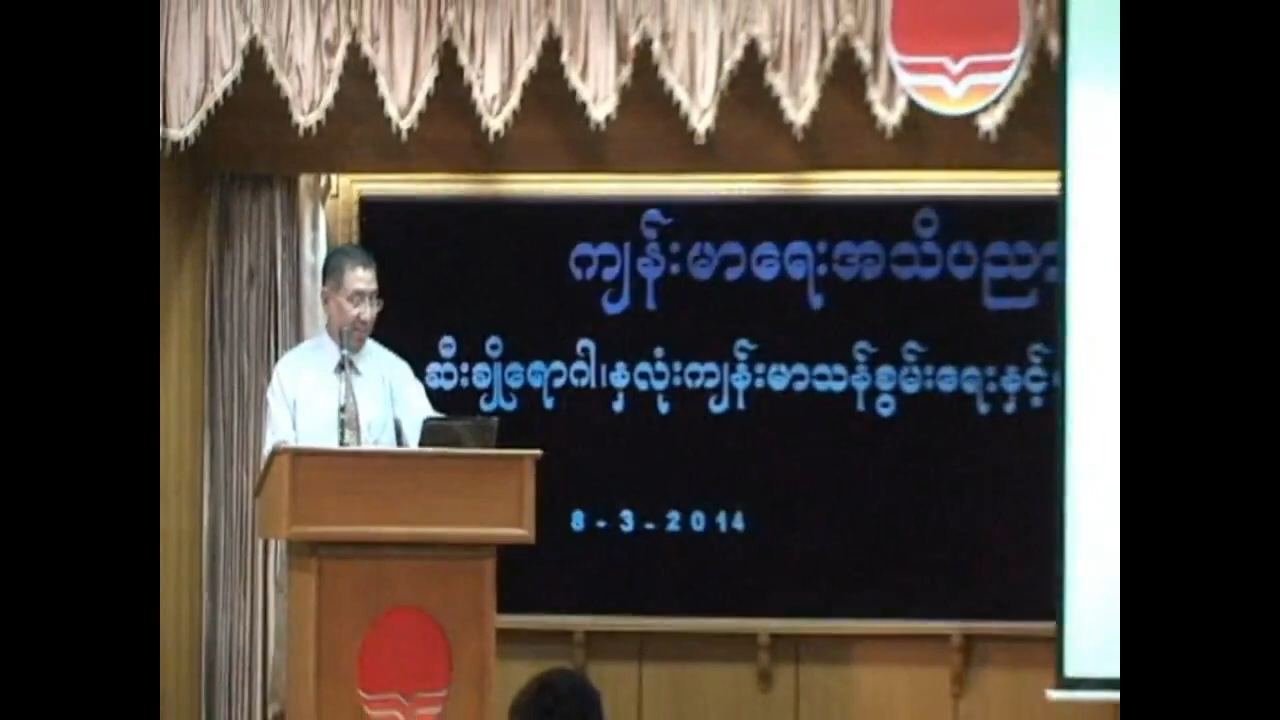 ကျန်းမာရေးအသိပညာ
ဆီးချိုရောဂါ၊နှလုံးကျန်းမာသန်စွမ်းရေးနှင့်
8-3-2014